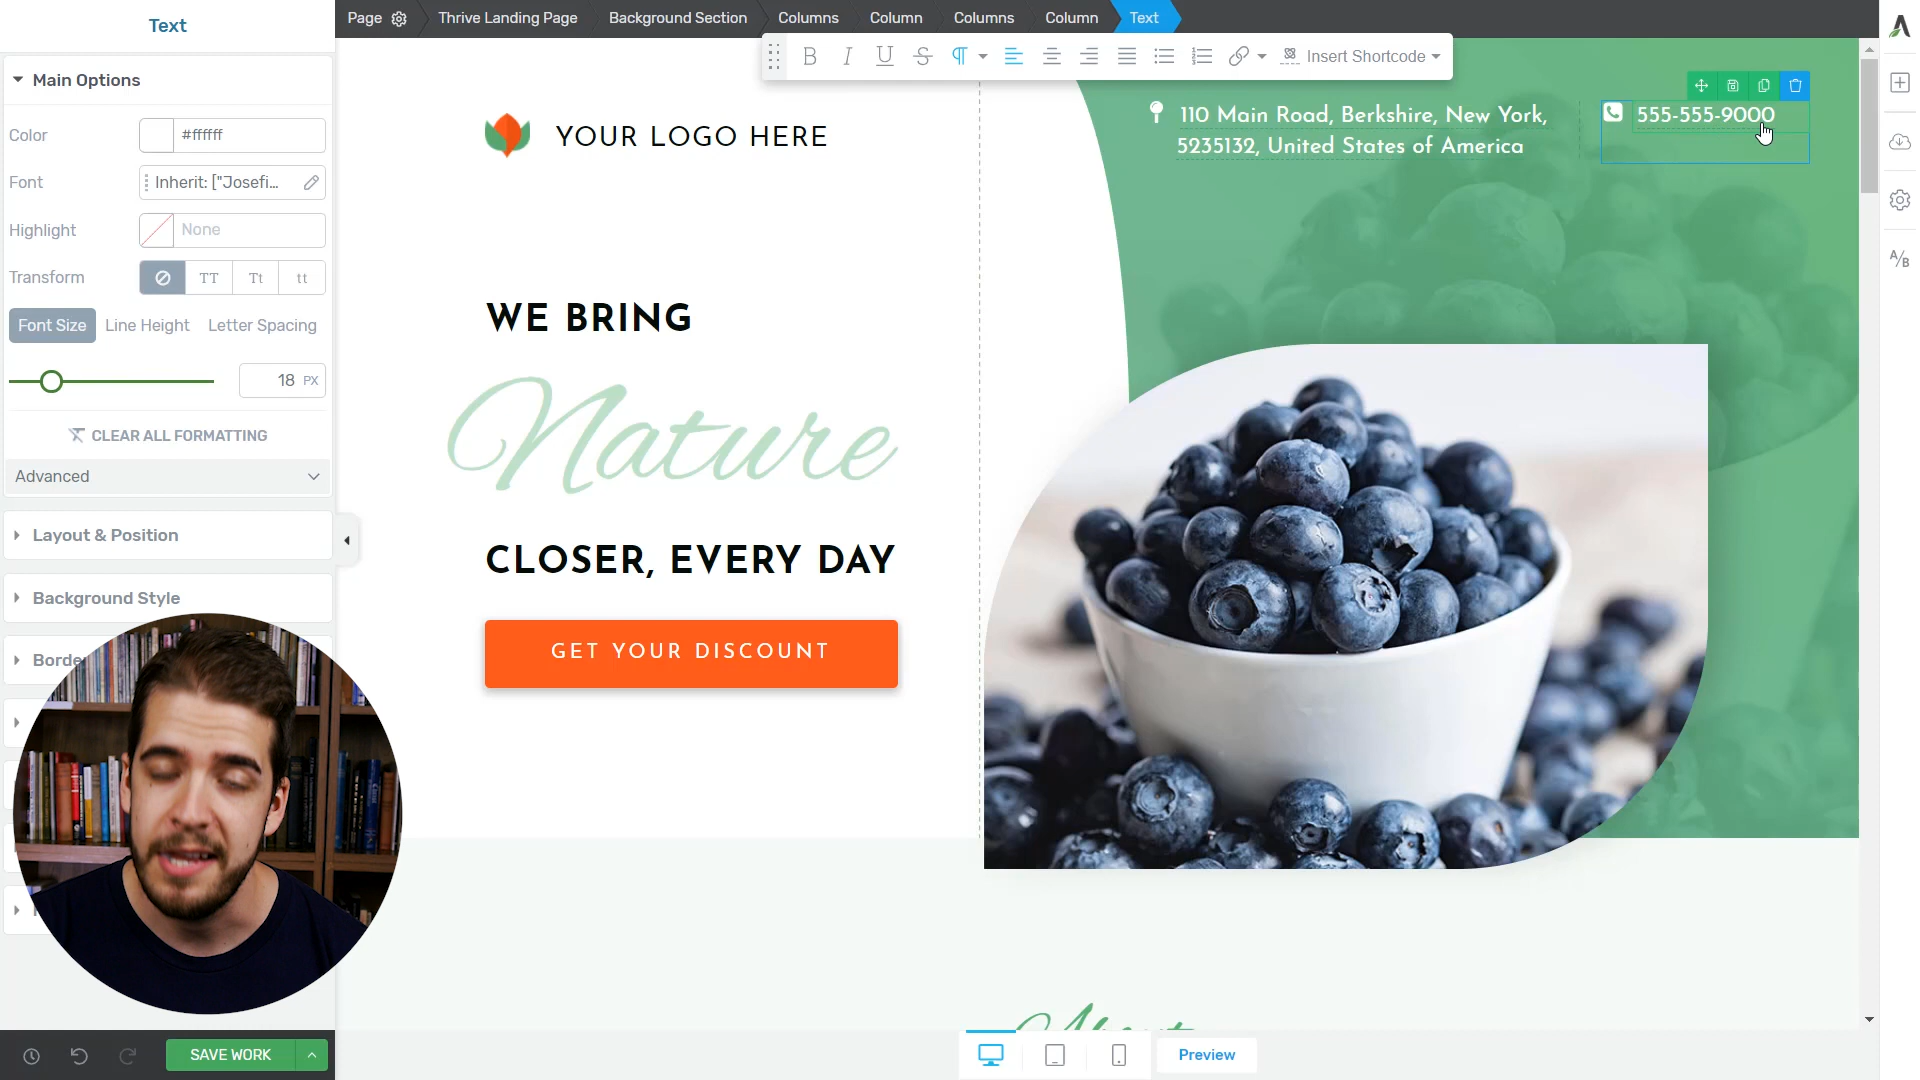 Text
Page
Thrive Landing Page
Background Section
Columns
Column
Columns
Column
Text
B I U S
Insert Shortcode
Main Options
Color
#ffffff
Font
Inherit: ["Josefi...
Highlight
None
Transform
TT
Tt
tt
Font Size
Line Height
Letter Spacing
18 PX
CLEAR ALL FORMATTING
Advanced
Layout & Position
Background Style
YOUR LOGO HERE
110 Main Road, Berkshire, New York,
5235132, United States of America
555-555-9000
WE BRING
Nature
CLOSER, EVERY DAY
GET YOUR DISCOUNT
A/B
SAVE WORK
Preview